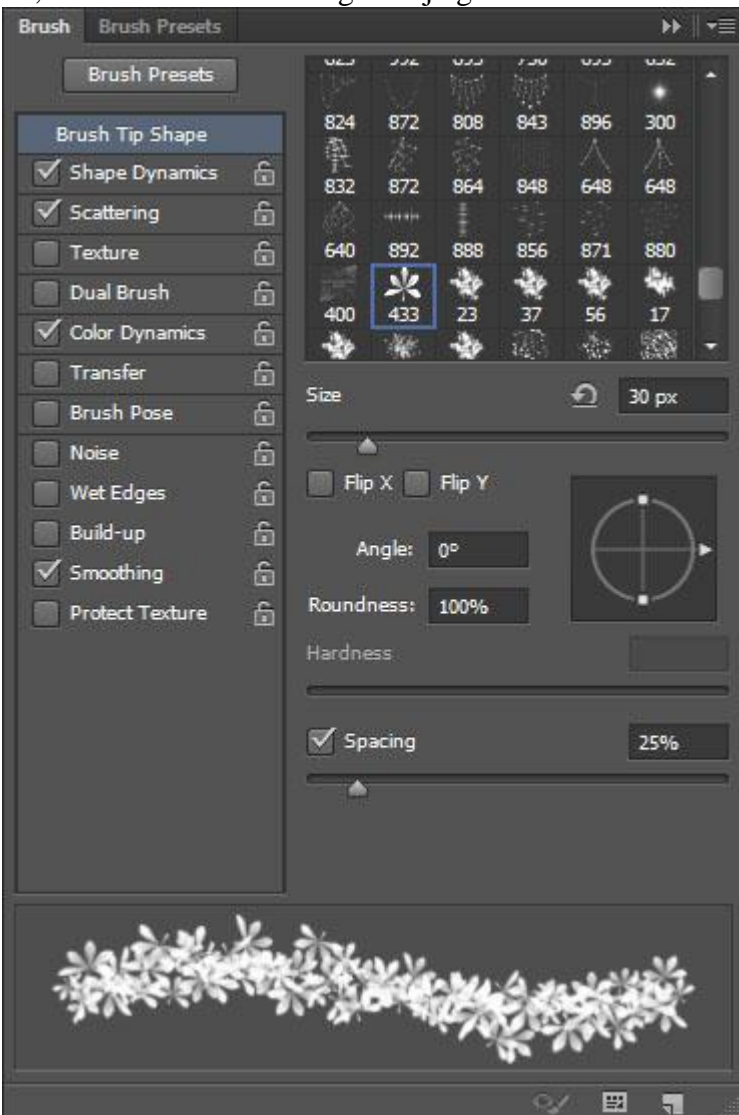 Brush Brush Presets
Brush Presets
Brush Tip Shape
Shape Dynamics
Scattering
Texture
Dual Brush
Color Dynamics
Transfer
Brush Pose
Noise
Wet Edges
Build-up
Smoothing
Protect Texture
824 872 808 843 896 300
832 872 864 848 648 648
640 892 888 856 871 880
400 433 23 37 56 17
Size 30 px
Flip X Flip Y
Angle: 0º
Roundness: 100%
Hardness
Spacing 25%